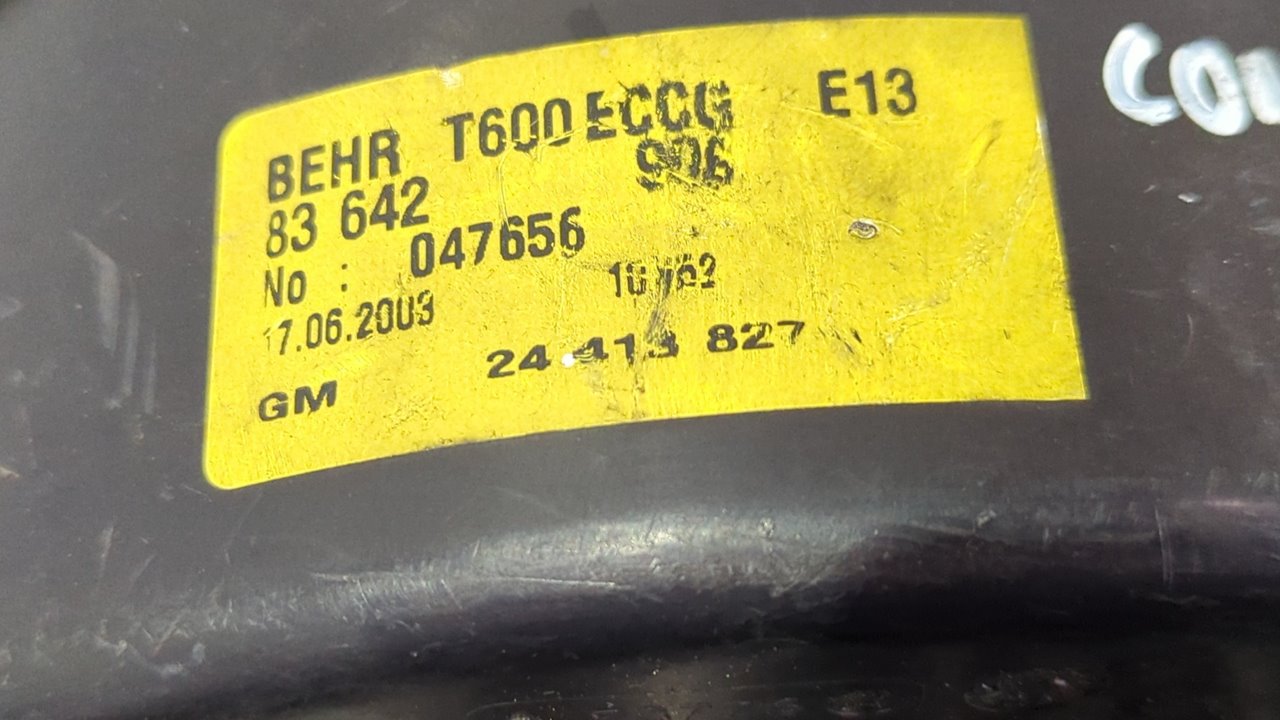 BEHR T600 ECCG E13
83 642 906
No : 047656
17.06.2003
GM 24 413 827